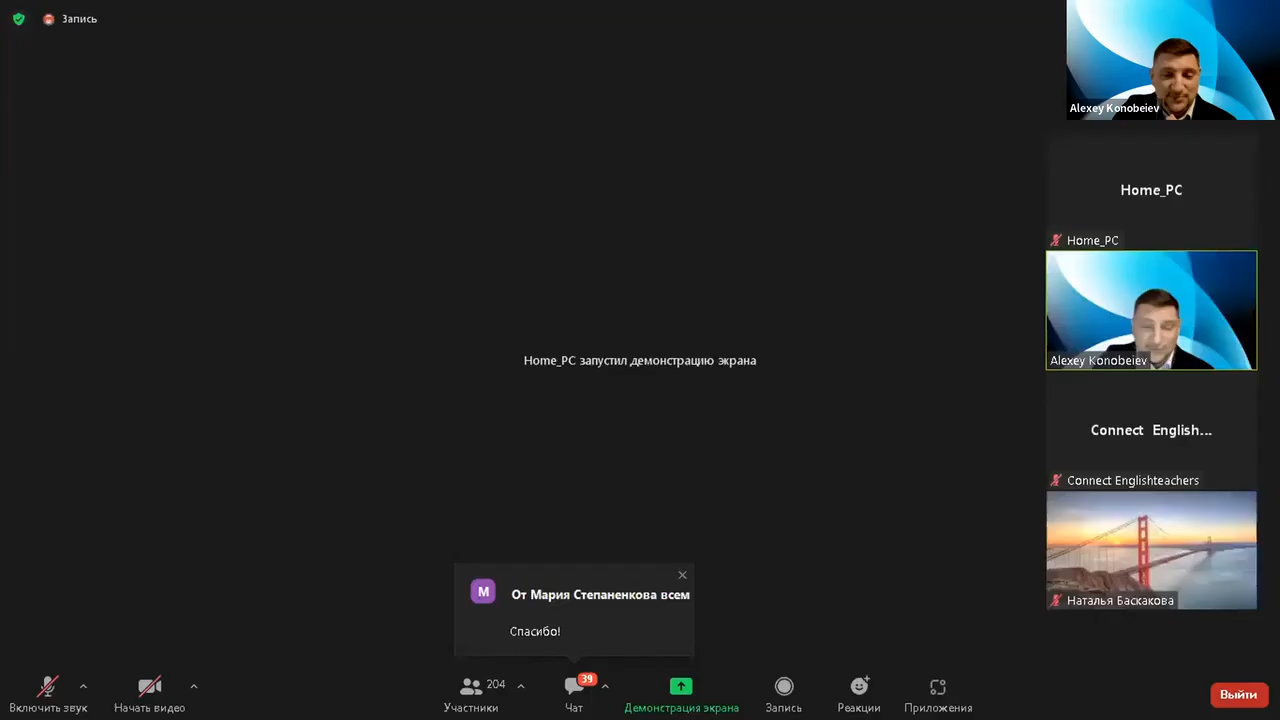 Запись
Alexey Konobeiev
Home_PC
Home_PC
Home_PC запустил демонстрацию экрана
Alexey Konobeiev
Connect English...
Connect Englishteachers
Наталья Баскакова
М
От Мария Степаненкова всем
Спасибо!
Включить звук
Начать видео
204
Участники
39
Чат
Демонстрация экрана
Запись
Реакции
Приложения
Выйти